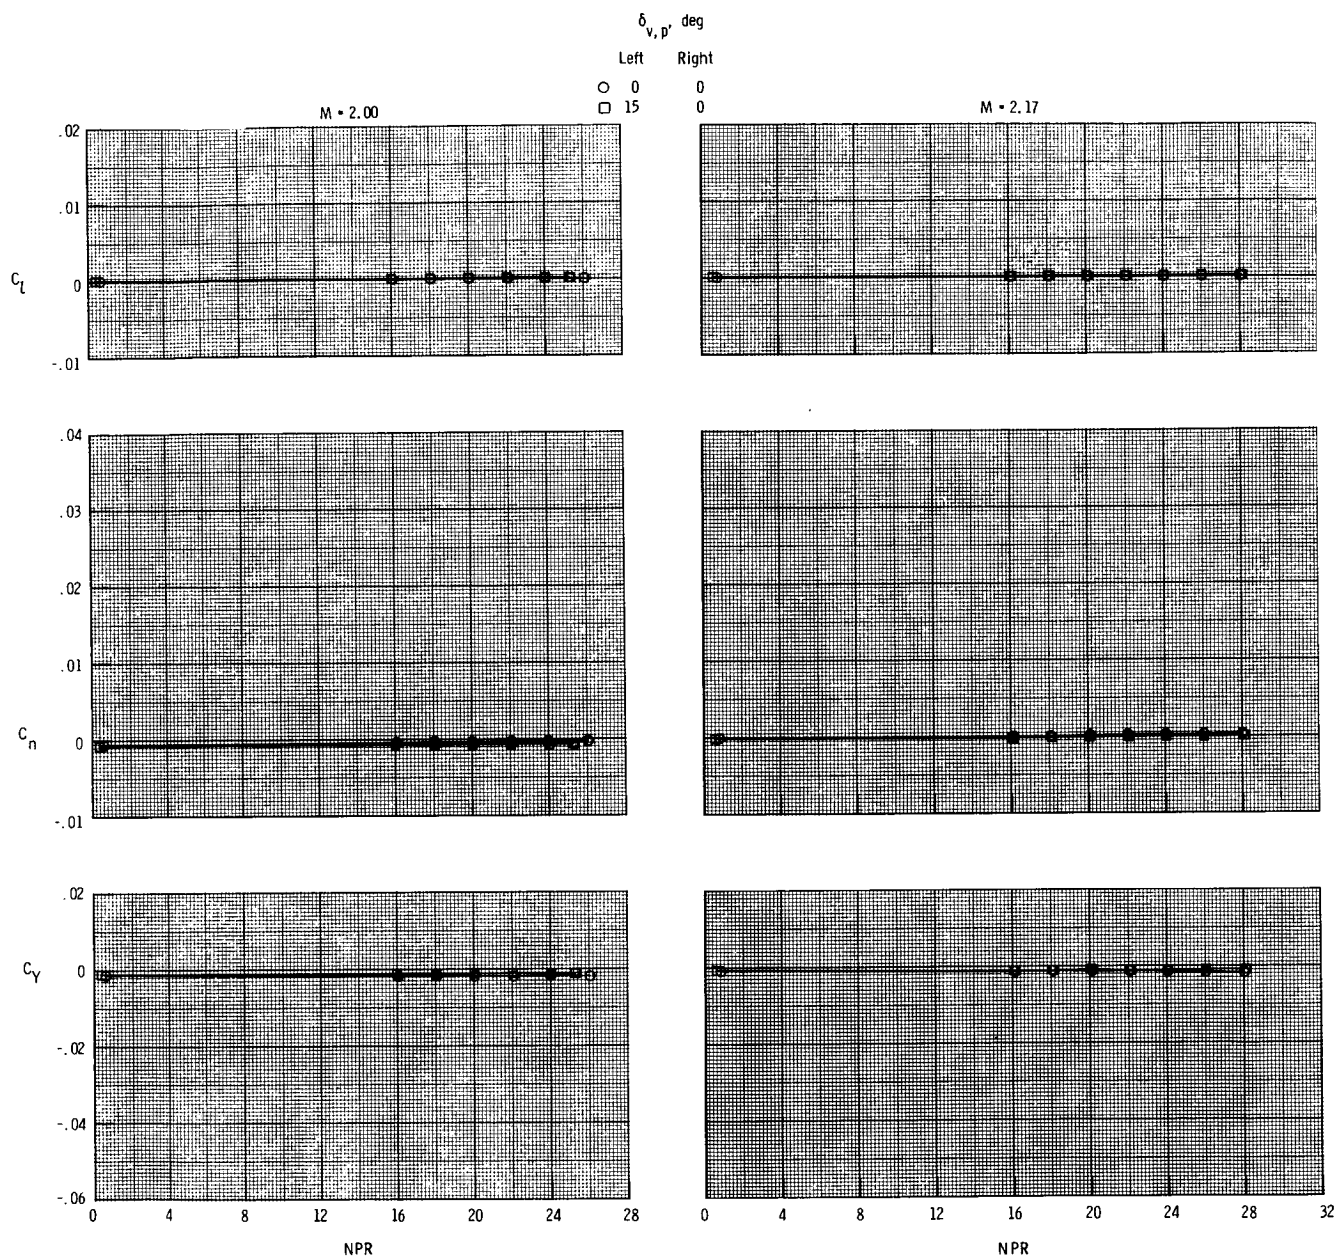 δv,p, deg
Left Right
○ 0 0
□ 15 0
M = 2.00
M = 2.17
.02
.01
Cl
0
-.01
.04
.03
.02
.01
Cn
0
-.01
.02
CY
0
-.02
-.04
-.06
0 4 8 12 16 20 24 28
0 4 8 12 16 20 24 28 32
NPR
NPR